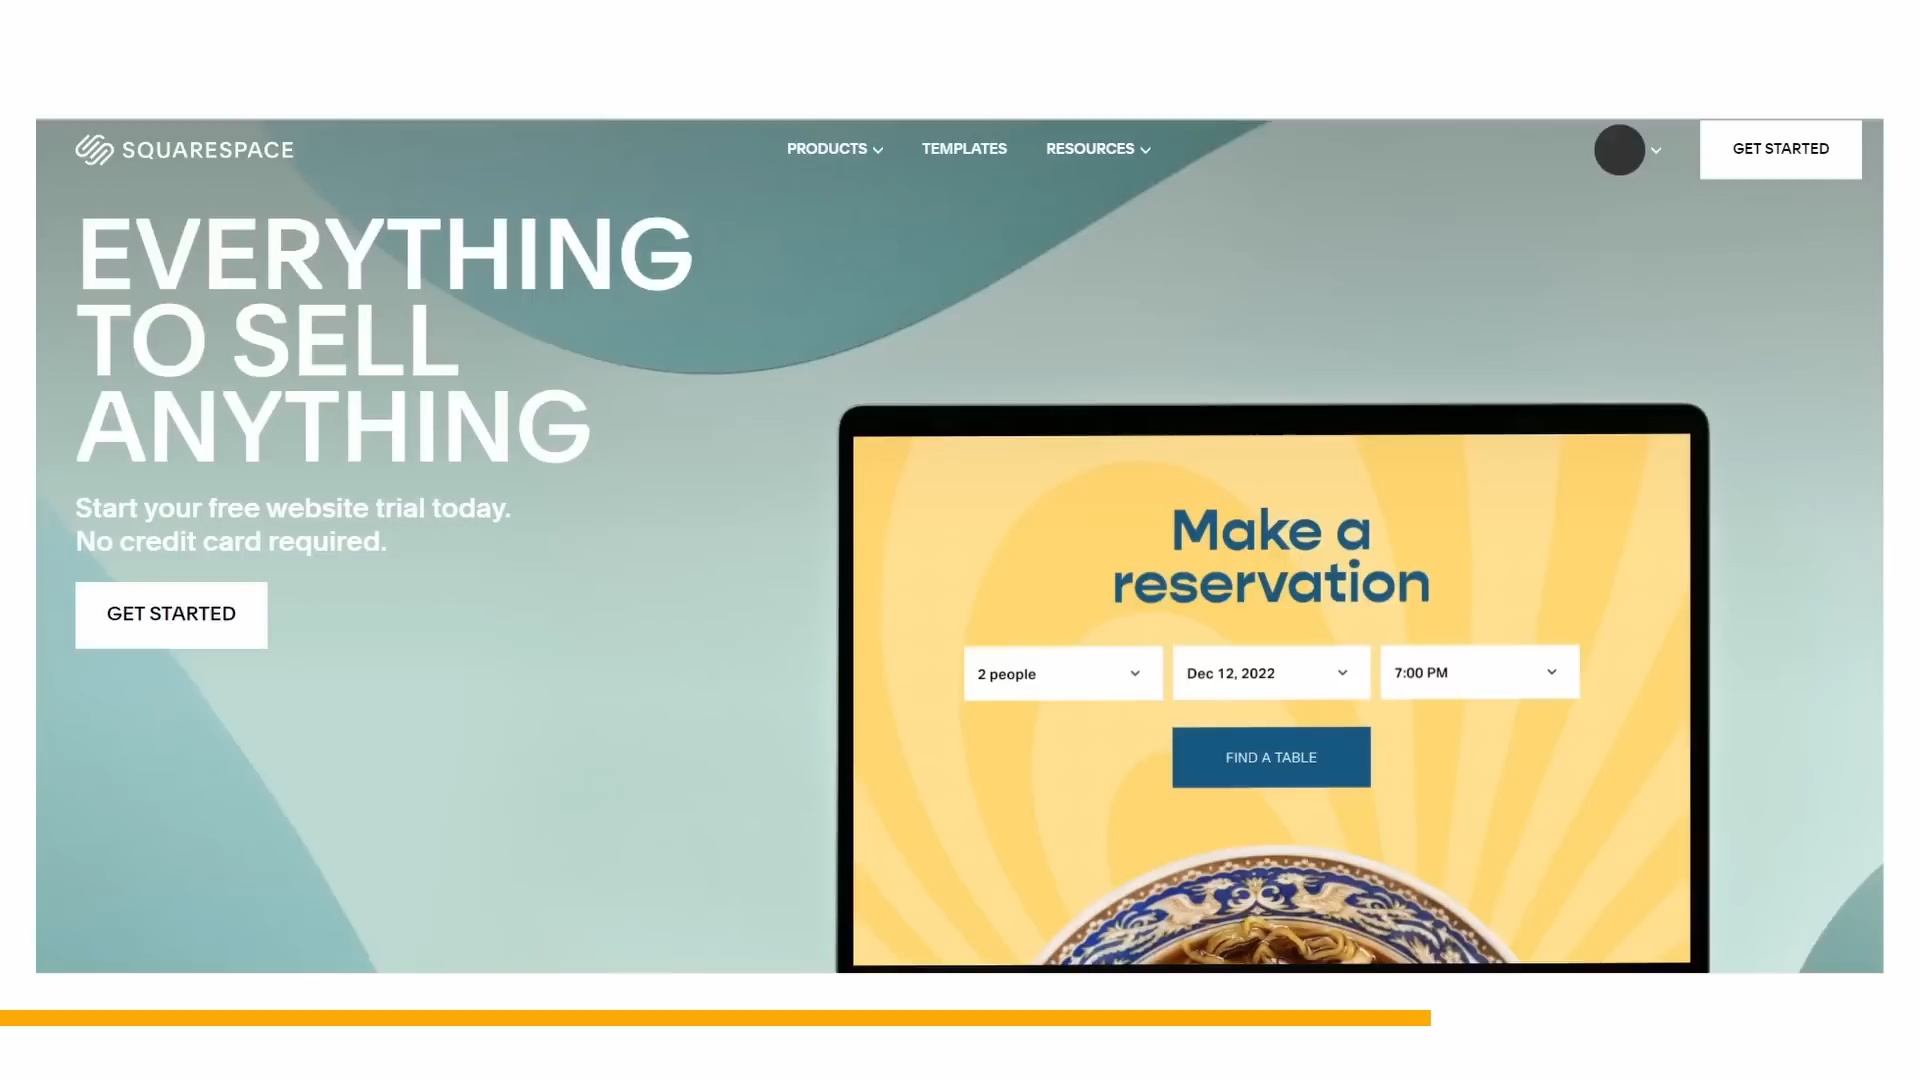 SQUARESPACE
PRODUCTS
TEMPLATES
RESOURCES
GET STARTED
EVERYTHING
TO SELL
ANYTHING
Start your free website trial today.
No credit card required.
GET STARTED
Make a
reservation
2 people
Dec 12, 2022
7:00 PM
FIND A TABLE